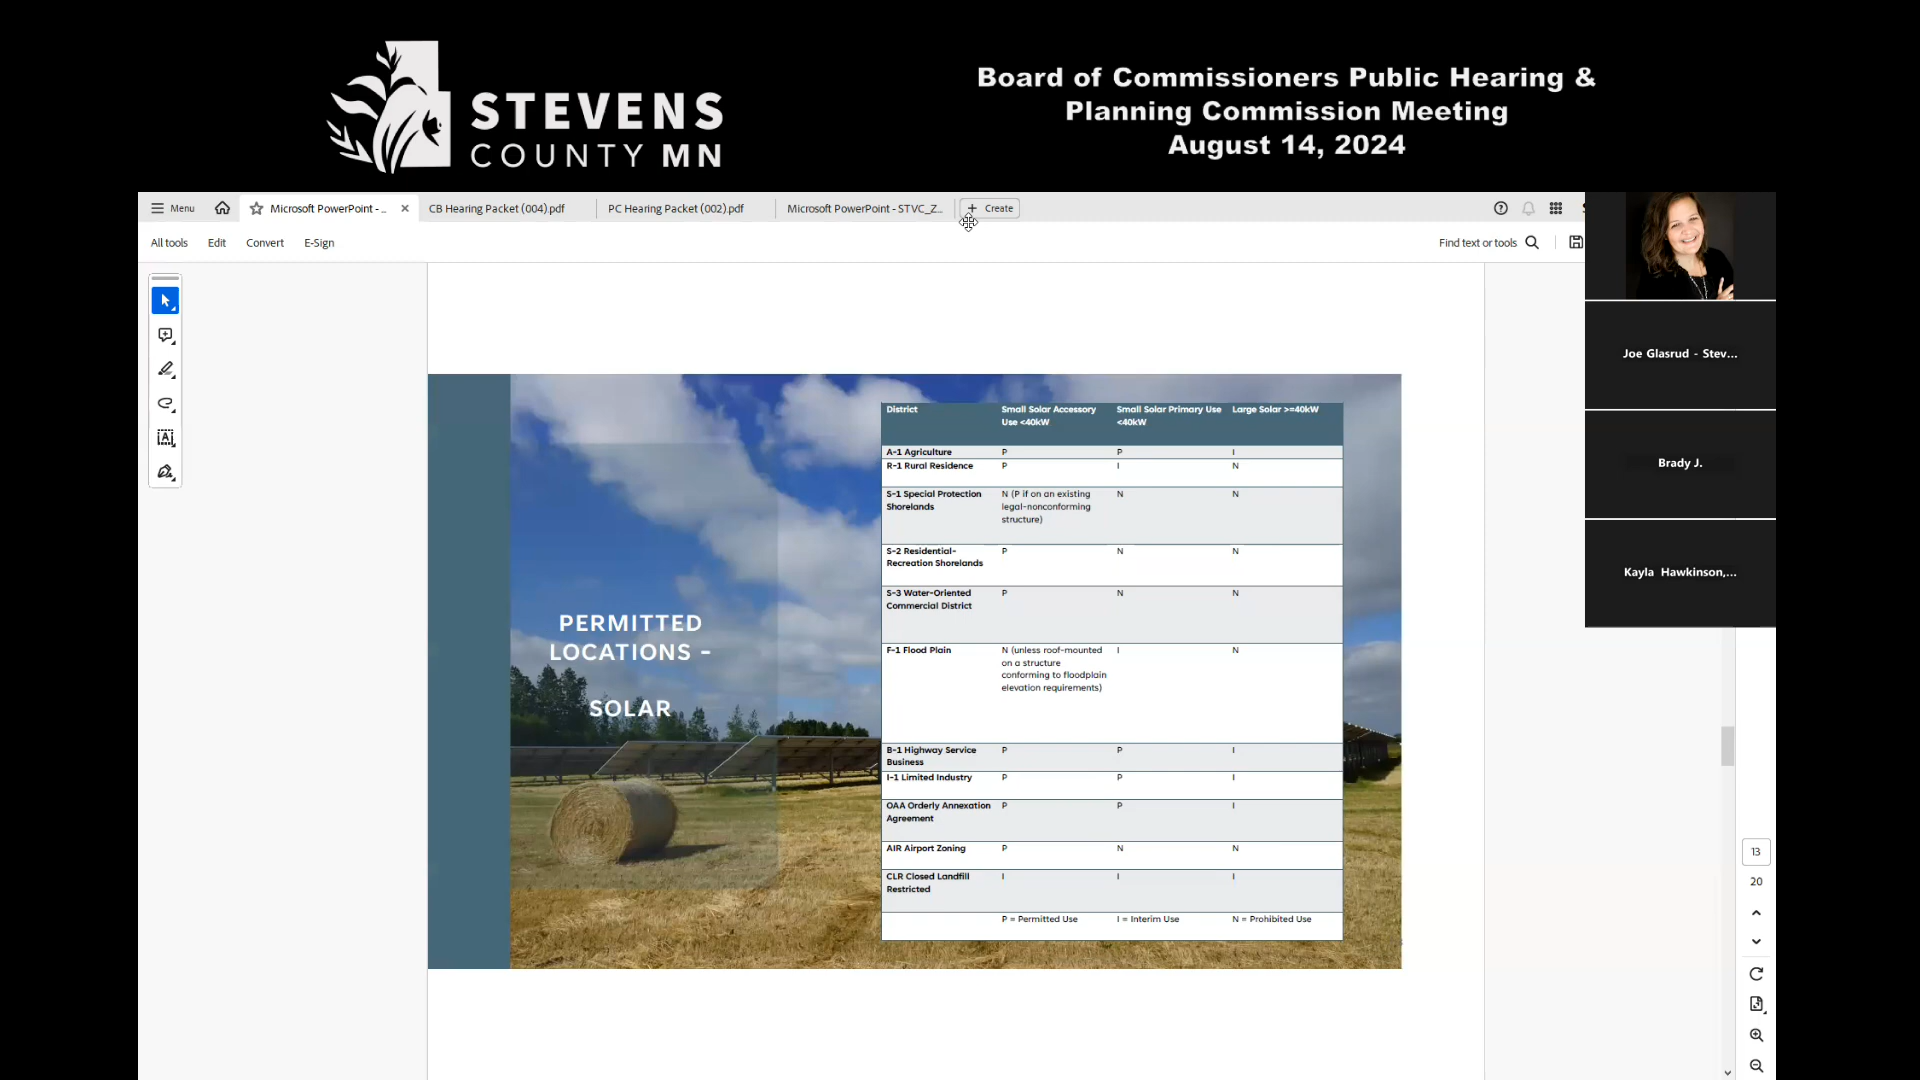 STEVENS
COUNTY MN
Board of Commissioners Public Hearing &
Planning Commission Meeting
August 14, 2024
Menu
Microsoft PowerPoint - ...
CB Hearing Packet (004).pdf
PC Hearing Packet (002).pdf
Microsoft PowerPoint - STVC_Z...
Create
All tools
Edit
Convert
E-Sign
Find text or tools
Joe Glasrud - Stev...
Brady J.
Kayla Hawkinson,...
PERMITTED
LOCATIONS -
SOLAR
District Small Solar Accessory Small Solar Primary Use Large Solar >=40kW
Use <40kW <40kW
A-1 Agriculture P P I
R-1 Rural Residence P I N
S-1 Special Protection N (P if on an existing N N
Shorelands legal-nonconforming
structure)
S-2 Residential- P N N
Recreation Shorelands
S-3 Water-Oriented P N N
Commercial District
F-1 Flood Plain N (unless roof-mounted I N
on a structure
conforming to floodplain
elevation requirements)
B-1 Highway Service P P I
Business
I-1 Limited Industry P P I
OAA Orderly Annexation P P I
Agreement
AIR Airport Zoning P N N
CLR Closed Landfill I I I
Restricted
P = Permitted Use I = Interim Use N = Prohibited Use
13
20